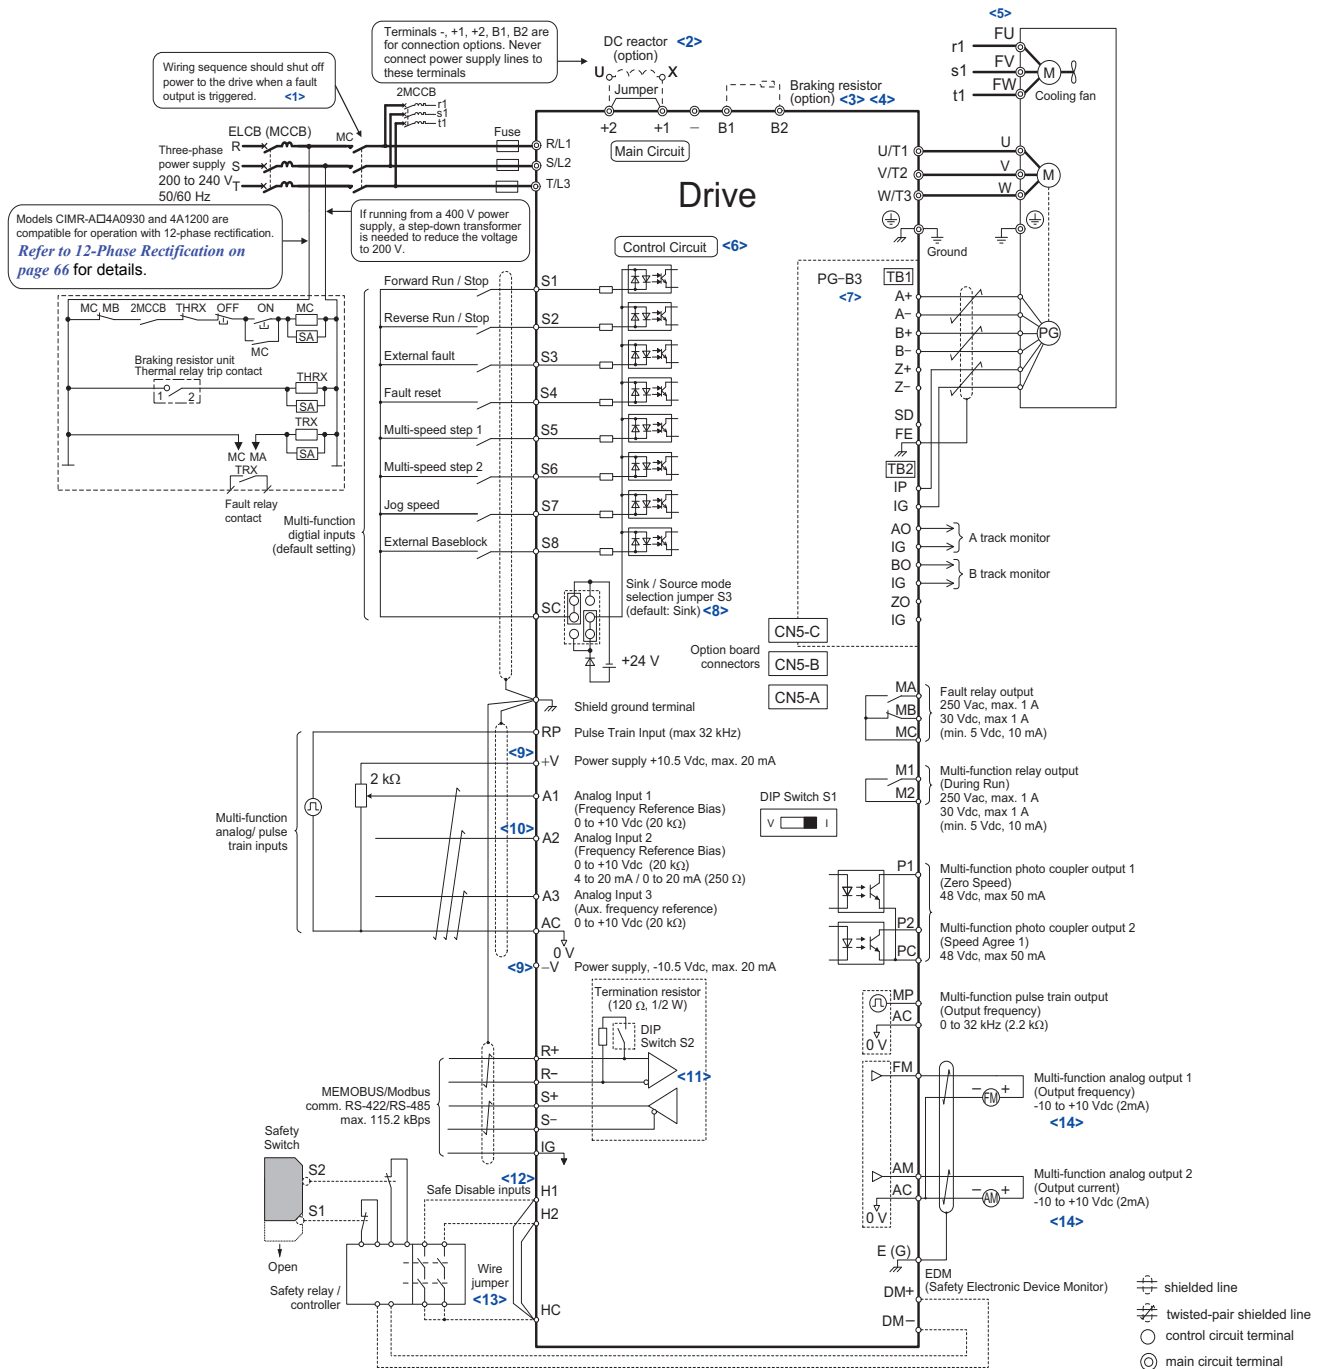 <5>
Terminals -, +1, +2, B1, B2 are
for connection options. Never
connect power supply lines to
these terminals
DC reactor <2>
(option)
U X
Jumper
+2 +1 − B1 B2
Main Circuit
Braking resistor
(option) <3> <4>
r1 FU
s1 FV
t1 FW
M
Cooling fan
Wiring sequence should shut off
power to the drive when a fault
output is triggered. <1>
2MCCB
r1
s1
t1
ELCB (MCCB)
MC
Fuse
Three-phase
power supply
200 to 240 V
50/60 Hz
R
S
T
R/L1
S/L2
T/L3
Drive
U/T1 U
V/T2 V
W/T3 W
M
Ground
Models CIMR-A□4A0930 and 4A1200 are
compatible for operation with 12-phase rectification.
Refer to 12-Phase Rectification on
page 66 for details.
If running from a 400 V power
supply, a step-down transformer
is needed to reduce the voltage
to 200 V.
Control Circuit <6>
MC MB 2MCCB THRX OFF ON MC
SA
MC
Braking resistor unit
Thermal relay trip contact
1 2
THRX
SA
TRX
SA
MC MA
TRX
Fault relay
contact
Multi-function
digtial inputs
(default setting)
Forward Run / Stop S1
Reverse Run / Stop S2
External fault S3
Fault reset S4
Multi-speed step 1 S5
Multi-speed step 2 S6
Jog speed S7
External Baseblock S8
SC
Sink / Source mode
selection jumper S3
(default: Sink) <8>
+24 V
PG−B3
<7>
TB1
A+
A−
B+
B−
Z+
Z−
SD
FE
PG
TB2
IP
IG
AO
IG
A track monitor
BO
IG
B track monitor
ZO
IG
Option board
connectors
CN5-C
CN5-B
CN5-A
Shield ground terminal
RP Pulse Train Input (max 32 kHz)
<9>
+V Power supply +10.5 Vdc, max. 20 mA
2 kΩ
Multi-function
analog/ pulse
train inputs
A1 Analog Input 1
(Frequency Reference Bias)
0 to +10 Vdc (20 kΩ)
<10>
A2 Analog Input 2
(Frequency Reference Bias)
0 to +10 Vdc (20 kΩ)
4 to 20 mA / 0 to 20 mA (250 Ω)
A3 Analog Input 3
(Aux. frequency reference)
0 to +10 Vdc (20 kΩ)
AC
0 V
<9> −V Power supply, -10.5 Vdc, max. 20 mA
DIP Switch S1
V I
MA
MB
MC
Fault relay output
250 Vac, max. 1 A
30 Vdc, max 1 A
(min. 5 Vdc, 10 mA)
M1
M2
Multi-function relay output
(During Run)
250 Vac, max. 1 A
30 Vdc, max 1 A
(min. 5 Vdc, 10 mA)
P1
Multi-function photo coupler output 1
(Zero Speed)
48 Vdc, max 50 mA
P2
PC
Multi-function photo coupler output 2
(Speed Agree 1)
48 Vdc, max 50 mA
MP
AC
0 V
Multi-function pulse train output
(Output frequency)
0 to 32 kHz (2.2 kΩ)
Termination resistor
(120 Ω, 1/2 W)
DIP
Switch S2
<11>
MEMOBUS/Modbus
comm. RS-422/RS-485
max. 115.2 kBps
R+
R−
S+
S−
IG
FM
− FM +
Multi-function analog output 1
(Output frequency)
-10 to +10 Vdc (2mA)
<14>
AM
AC
0 V
− AM +
Multi-function analog output 2
(Output current)
-10 to +10 Vdc (2mA)
<14>
E (G)
Safety
Switch
S2
S1
Open
Safety relay /
controller
<12>
Safe Disable inputs
H1
H2
Wire
jumper
<13>
HC
EDM
(Safety Electronic Device Monitor)
DM+
DM−
shielded line
twisted-pair shielded line
control circuit terminal
main circuit terminal